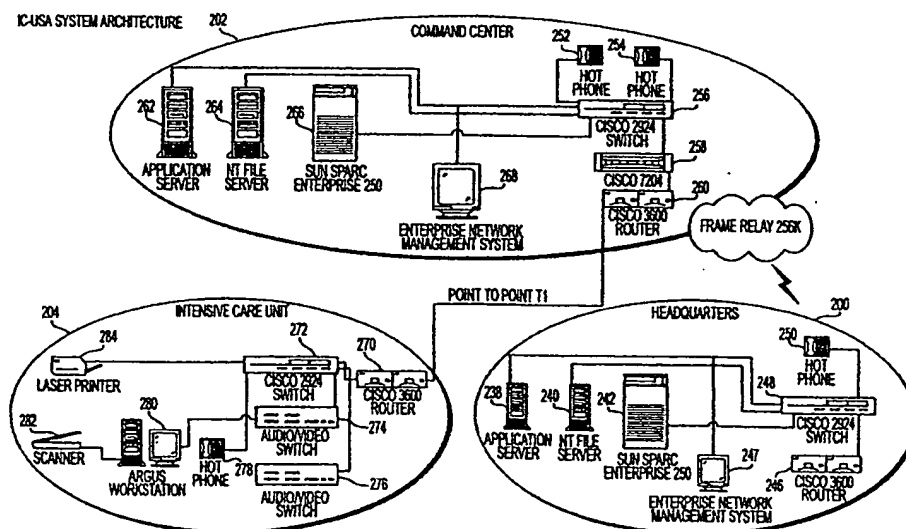 IC-USA SYSTEM ARCHITECTURE
202
COMMAND CENTER
252
254
HOT
PHONE
HOT
PHONE
262
264
266
256
CISCO 2924
SWITCH
258
CISCO 7204
260
CISCO 3600
ROUTER
APPLICATION
SERVER
NT FILE
SERVER
SUN SPARC
ENTERPRISE 250
268
ENTERPRISE NETWORK
MANAGEMENT SYSTEM
FRAME RELAY 256K
POINT TO POINT T1
204
INTENSIVE CARE UNIT
284
LASER PRINTER
272
CISCO 2924
SWITCH
270
CISCO 3600
ROUTER
282
SCANNER
280
ARGUS
WORKSTATION
HOT
PHONE
278
AUDIO/VIDEO
SWITCH
274
AUDIO/VIDEO
SWITCH
276
200
HEADQUARTERS
250
HOT
PHONE
238
APPLICATION
SERVER
240
NT FILE
SERVER
242
SUN SPARC
ENTERPRISE 250
248
CISCO 2924
SWITCH
247
ENTERPRISE NETWORK
MANAGEMENT SYSTEM
246
CISCO 3600
ROUTER